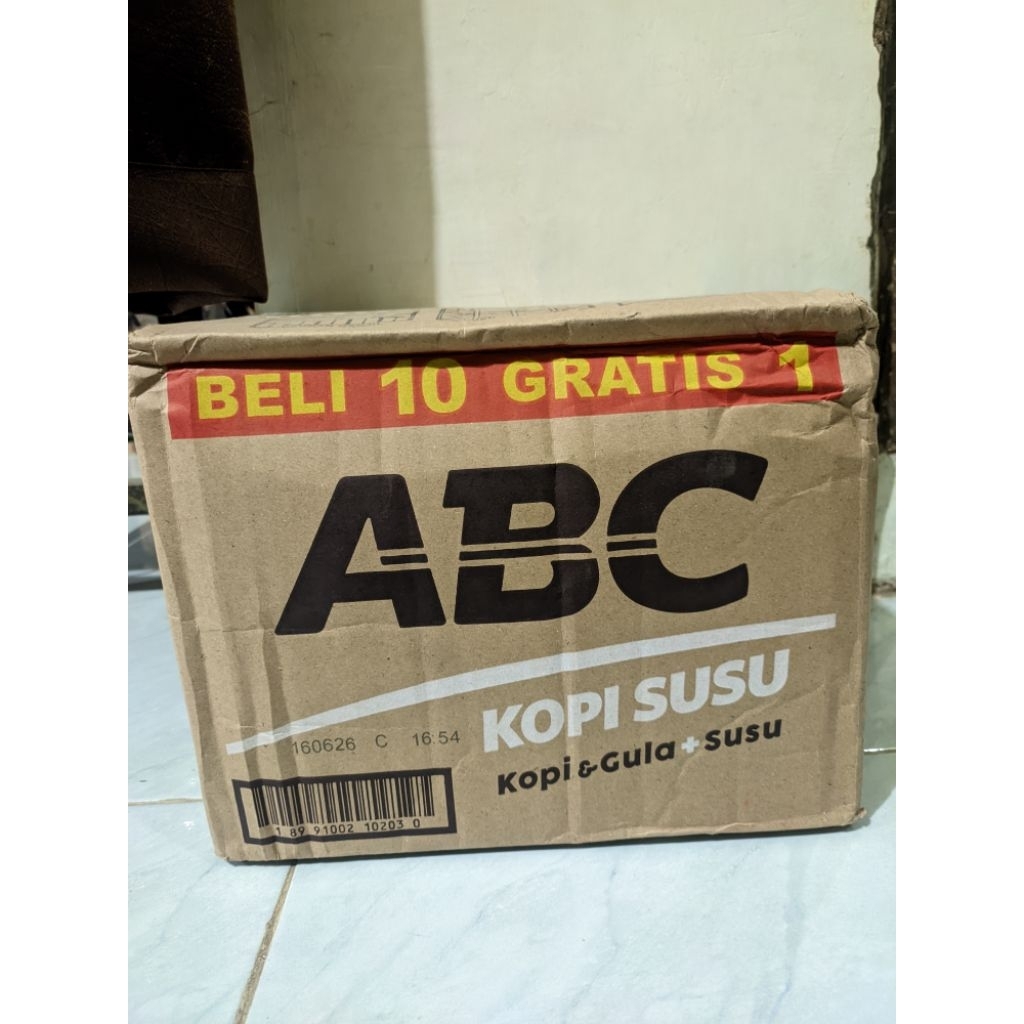 BELI 10 GRATIS 1
ABC
KOPI SUSU
Kopi & Gula + Susu
160626 C 16:54
1 89 91002 10203 0